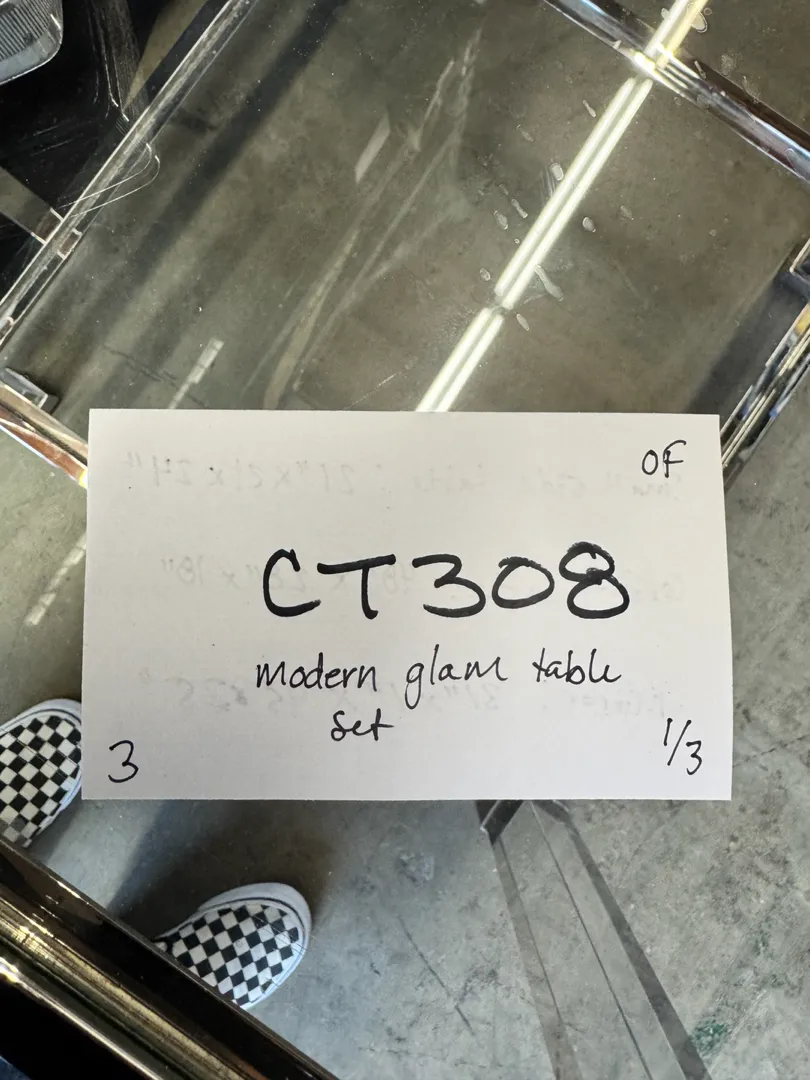 OF
CT308
modern glam table
set
3
1/3